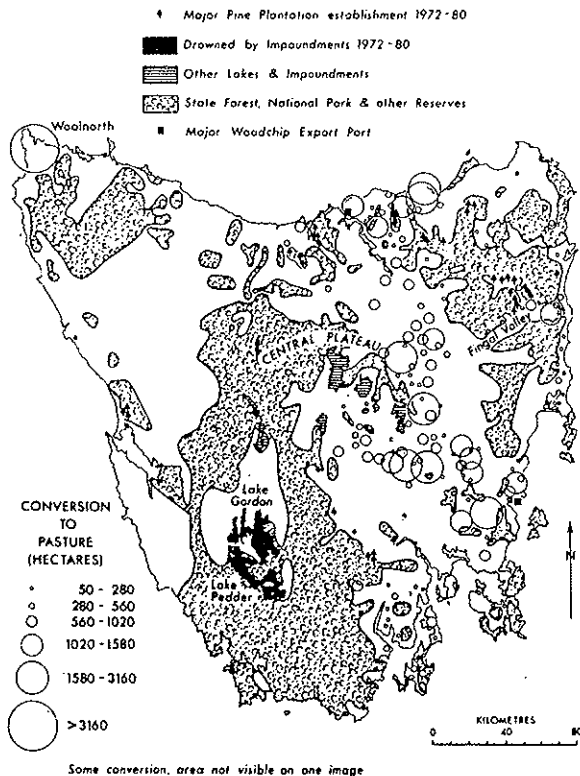 Major Pine Plantation establishment 1972-80
Drowned by Impoundments 1972-80
Other Lakes & Impoundments
State Forest, National Park & other Reserves
Major Woodchip Export Port
Woolnorth
CENTRAL PLATEAU
Fingal Valley
Lake
Gordon
Lake
Pedder
CONVERSION
TO
PASTURE
(HECTARES)
50 - 280
280 - 560
560 - 1020
1020 - 1580
1580 - 3160
>3160
N
KILOMETRES
0 40
Some conversion, area not visible on one image